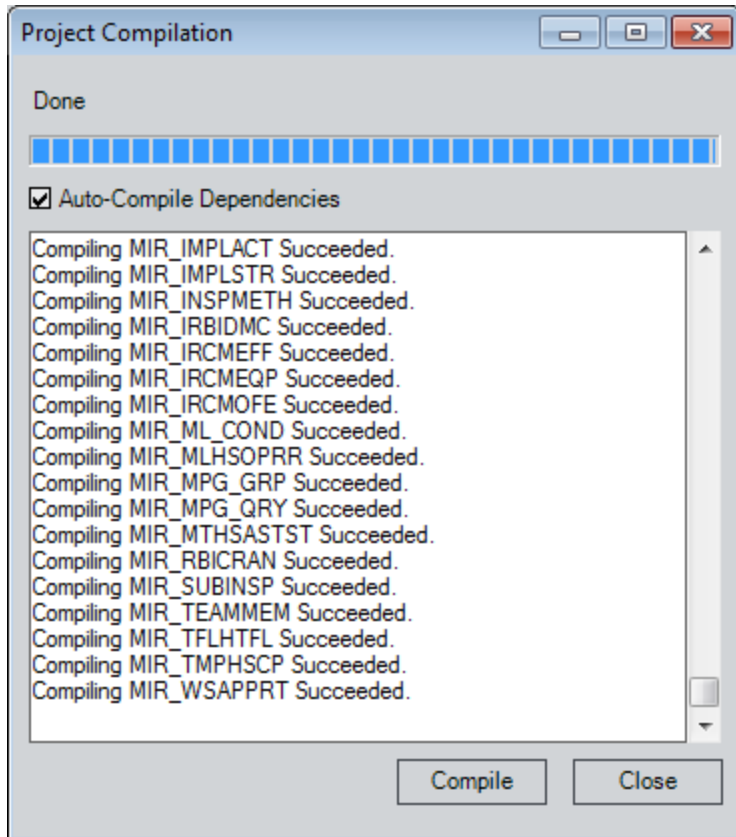 Project Compilation
Done
Auto-Compile Dependencies
Compiling MIR_IMPLACT Succeeded.
Compiling MIR_IMPLSTR Succeeded.
Compiling MIR_INSPMETH Succeeded.
Compiling MIR_IRBIDMC Succeeded.
Compiling MIR_IRCMEFF Succeeded.
Compiling MIR_IRCMEQP Succeeded.
Compiling MIR_IRCMOFE Succeeded.
Compiling MIR_ML_COND Succeeded.
Compiling MIR_MLHSOPRR Succeeded.
Compiling MIR_MPG_GRP Succeeded.
Compiling MIR_MPG_QRY Succeeded.
Compiling MIR_MTHSASTST Succeeded.
Compiling MIR_RBICRAN Succeeded.
Compiling MIR_SUBINSP Succeeded.
Compiling MIR_TEAMMEM Succeeded.
Compiling MIR_TFLHTFL Succeeded.
Compiling MIR_TMPHSCP Succeeded.
Compiling MIR_WSAPPRT Succeeded.
Compile Close